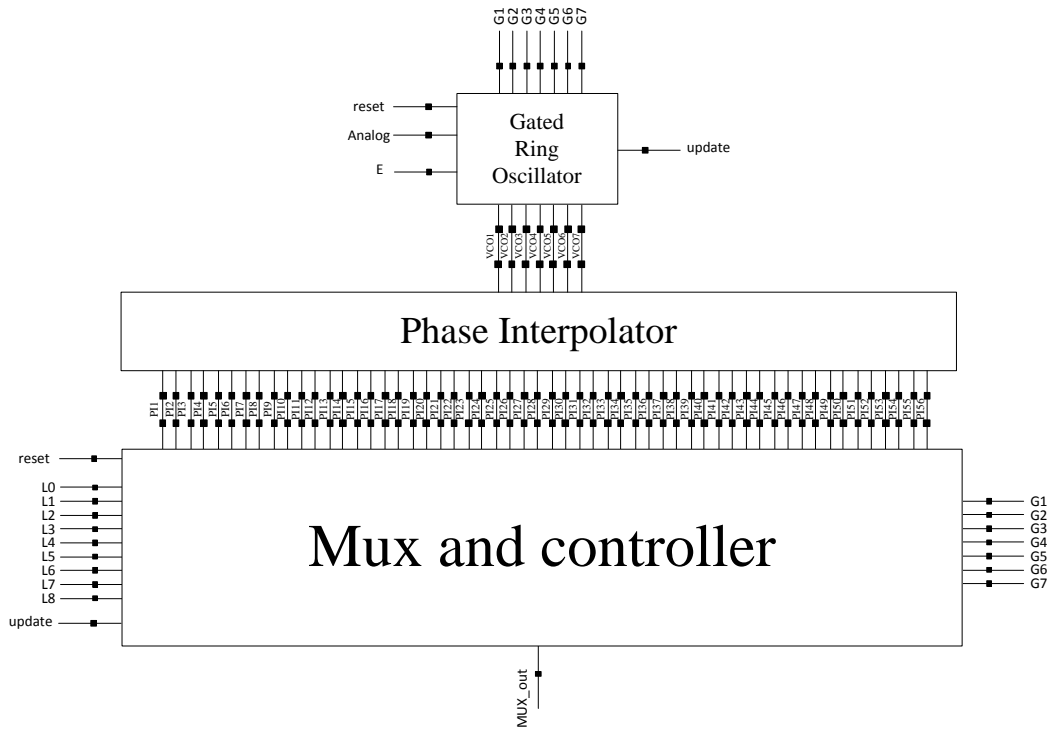 G1
G2
G3
G4
G5
G6
G7
reset
Analog
E
Gated
Ring
Oscillator
update
VCO1
VCO2
VCO3
VCO4
VCO5
VCO6
VCO7
Phase Interpolator
PI1
PI2
PI3
PI4
PI5
PI6
PI7
PI8
PI9
PI10
PI11
PI12
PI13
PI14
PI15
PI16
PI17
PI18
PI19
PI20
PI21
PI22
PI23
PI24
PI25
PI26
PI27
PI28
PI29
PI30
PI31
PI32
PI33
PI34
PI35
PI36
PI37
PI38
PI39
PI40
PI41
PI42
PI43
PI44
PI45
PI46
PI47
PI48
PI49
PI50
PI51
PI52
PI53
PI54
PI55
PI56
reset
L0
L1
L2
L3
L4
L5
L6
L7
L8
update
Mux and controller
G1
G2
G3
G4
G5
G6
G7
MUX_out